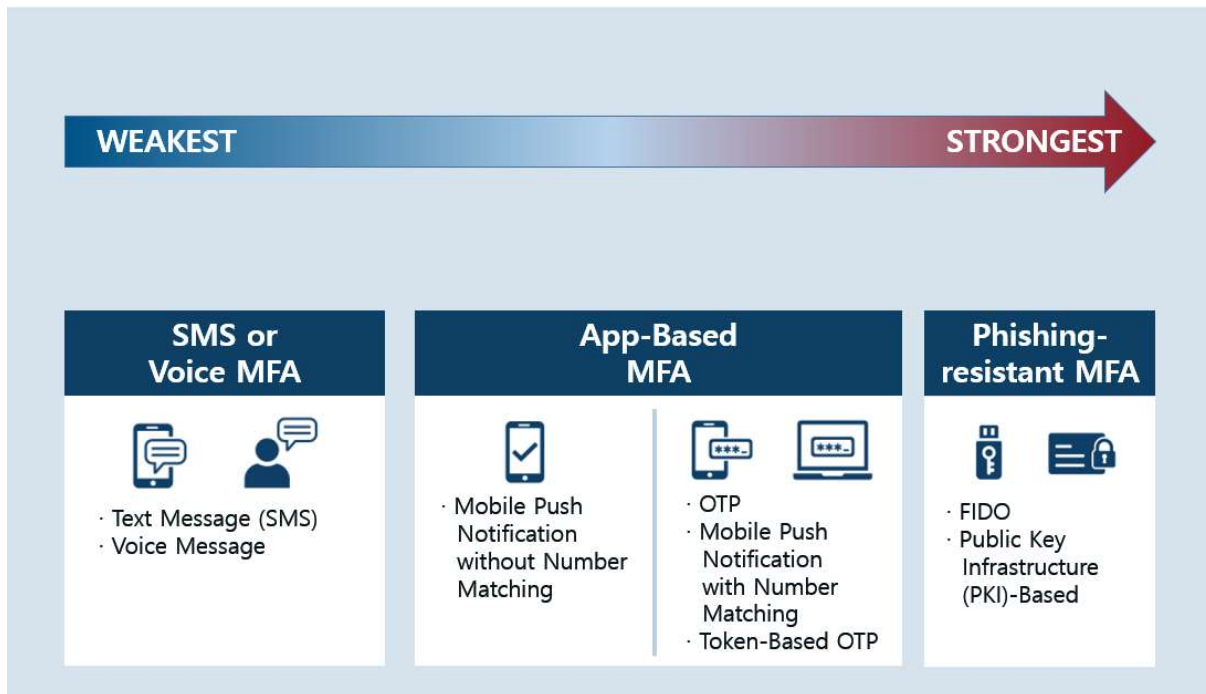 WEAKEST
STRONGEST
SMS or
Voice MFA
· Text Message (SMS)
· Voice Message
App-Based
MFA
· Mobile Push
Notification
without Number
Matching
***_
***_
· OTP
· Mobile Push
Notification
with Number
Matching
· Token-Based OTP
Phishing-
resistant MFA
· FIDO
· Public Key
Infrastructure
(PKI)-Based